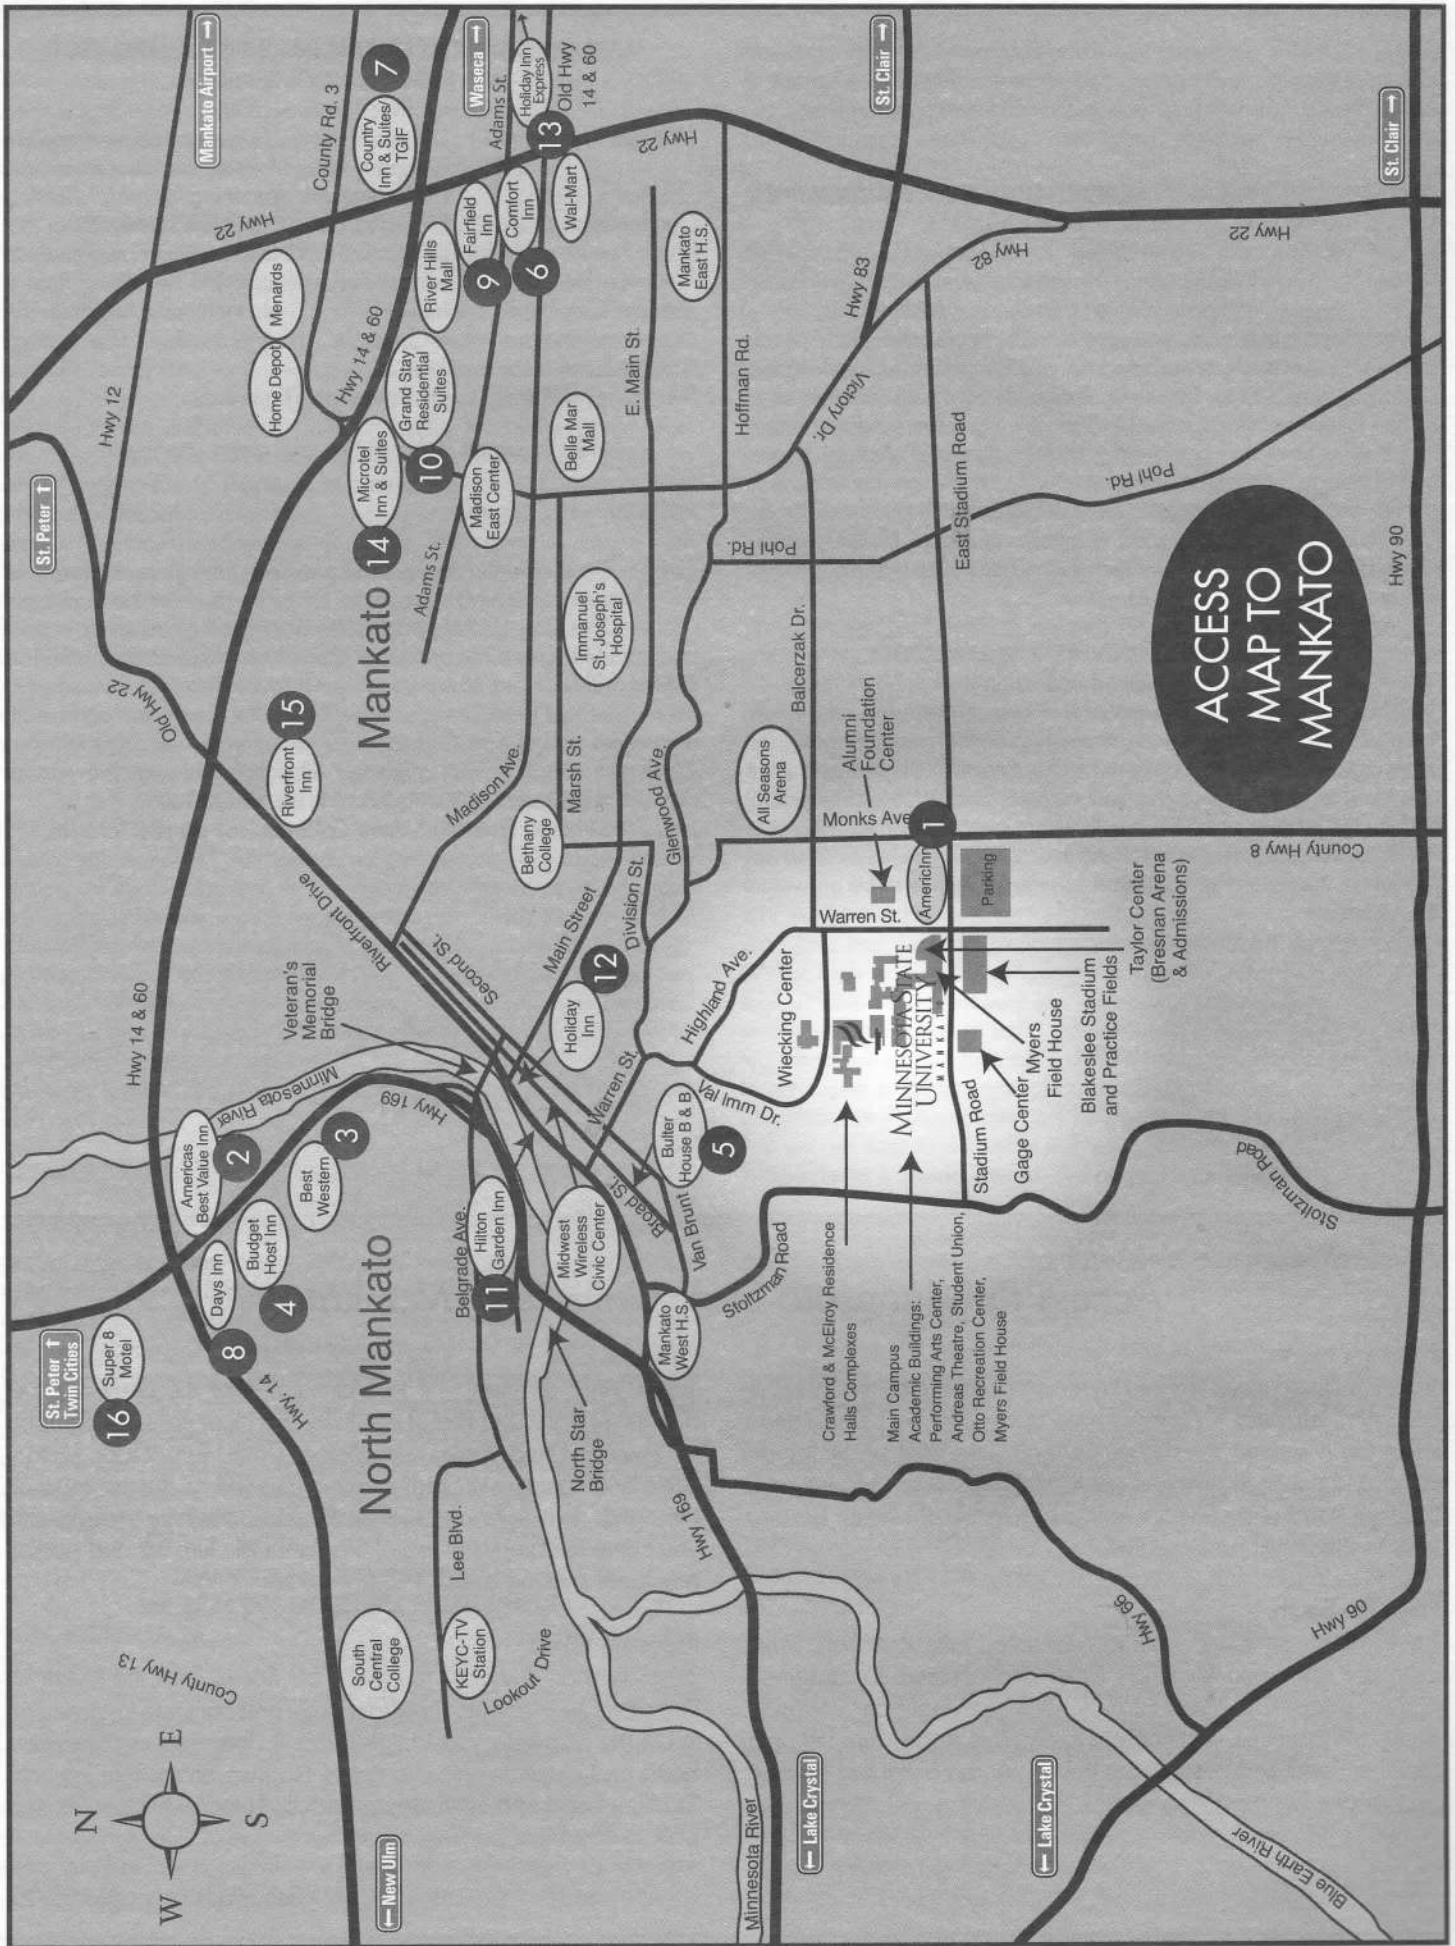 N
W
E
S
County Hwy 13
← New Ulm
St. Peter ↑
Twin Cities
16
Super 8
Motel
8
Days Inn
4
Budget
Host Inn
Americas
Best Value Inn
2
Best
Western
3
Hwy. 14
Hwy 14 & 60
Minnesota River
Hwy 169
Veteran's
Memorial
Bridge
North Mankato
South
Central
College
KEYC-TV
Station
Lee Blvd.
Lookout Drive
Belgrade Ave.
Hilton
Garden Inn
11
North Star
Bridge
Midwest
Wireless
Civic Center
Mankato
West H.S.
Hwy 169
Minnesota River
← Lake Crystal
← Lake Crystal
Blue Earth River
Hwy 66
Hwy 90
St. Peter ↑
Old Hwy 22
Hwy 12
Mankato Airport →
County Rd. 3
Hwy 22
Home Depot
Menards
Country
Inn & Suites/
TGIF
7
Hwy 14 & 60
Riverfront
Inn
15
Riverfront Drive
Mankato
14
Microtel
Inn & Suites
Grand Stay
Residential
Suites
10
River Hills
Mall
Fairfield
Inn
9
Comfort
Inn
6
Waseca →
Adams St.
Holiday Inn
Express
13
Old Hwy
14 & 60
Wal-Mart
Hwy 22
Adams St.
Madison
East Center
Madison Ave.
Belle Mar
Mall
Marsh St.
Bethany
College
Immanuel
St. Joseph's
Hospital
E. Main St.
Mankato
East H.S.
Hoffman Rd.
Second St.
Main Street
Division St.
Holiday
Inn
12
Glenwood Ave.
Warren St.
Broad St.
Van Brunt
Bulter
House B & B
5
Stoltzman Road
Val Imm Dr.
Highland Ave.
Wiecking Center
All Seasons
Arena
Balcerzak Dr.
Pohl Rd.
Victory Dr.
Hwy 83
St. Clair →
Hwy 82
Hwy 22
St. Clair →
Monks Ave
Alumni
Foundation
Center
Warren St.
AmericInn
1
East Stadium Road
Pohl Rd.
Parking
MINNESOTA STATE
UNIVERSITY
MANKATO
Stadium Road
Crawford & McElroy Residence
Halls Complexes
Main Campus
Academic Buildings:
Performing Arts Center,
Andreas Theatre, Student Union,
Otto Recreation Center,
Myers Field House
Gage Center
Myers
Field House
Blakeslee Stadium
and Practice Fields
Taylor Center
(Bresnan Arena
& Admissions)
Stoltzman Road
County Hwy 8
Hwy 90
ACCESS
MAP TO
MANKATO